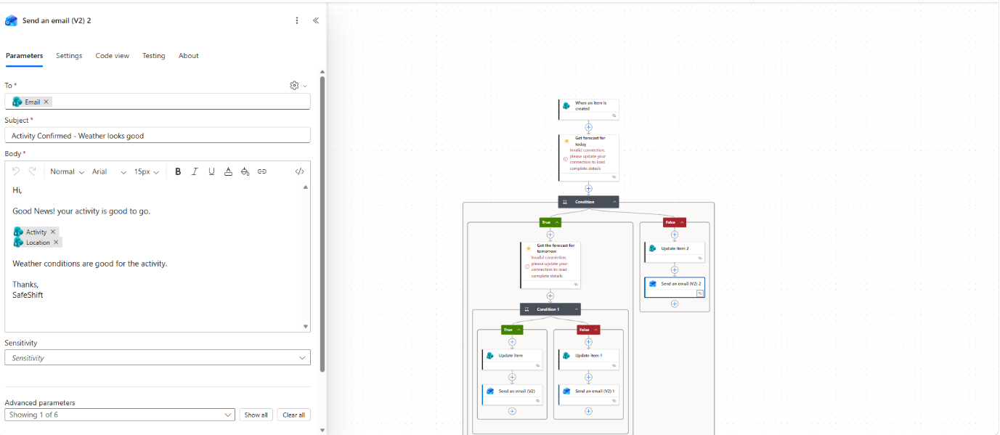 Send an email (V2) 2
Parameters
Settings
Code view
Testing
About
To *
Email
Subject *
Activity Confirmed - Weather looks good
Body *
Normal
Arial
15px
B
I
U
A
</>
Hi,
Good News! your activity is good to go.
Activity
Location
Weather conditions are good for the activity.
Thanks,
SafeShift
Sensitivity
Sensitivity
Advanced parameters
Showing 1 of 6
Show all
Clear all
When an item is
created
Get forecast for
today
Invalid connection,
please update your
connection to load
complete details
Condition
True
False
Get the forecast for
tomorrow
Invalid connection,
please update your
connection to load
complete details
Update item 2
Send an email (V2) 2
Condition 1
True
False
Update item
Update item 1
Send an email (V2)
Send an email (V2) 1